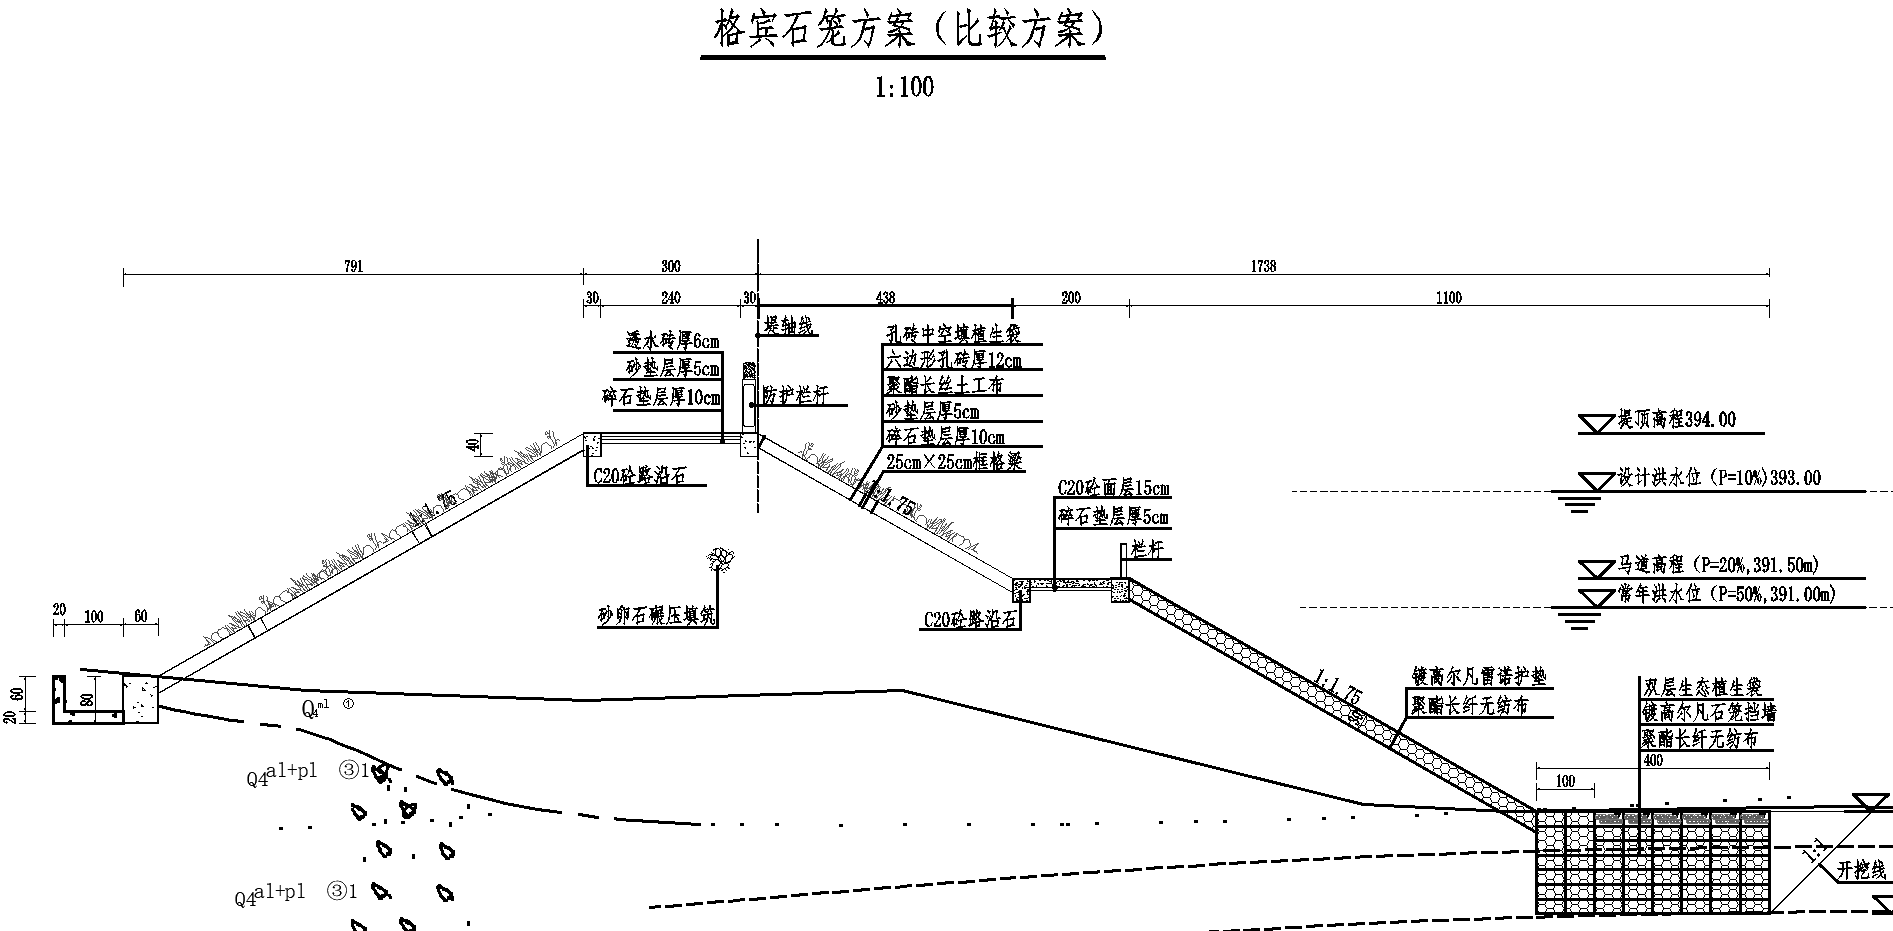 格宾石笼方案（比较方案）
1:100
791
300
1738
30
240
30
438
200
1100
堤轴线
透水砖厚6cm
砂垫层厚5cm
碎石垫层厚10cm
防护栏杆
孔砖中空填植生袋
六边形孔砖厚12cm
聚酯长丝土工布
砂垫层厚5cm
碎石垫层厚10cm
25cm×25cm框格梁
堤顶高程394.00
40
C20砼路沿石
1:1.75
1:1.75
C20砼面层15cm
碎石垫层厚5cm
设计洪水位（P=10%)393.00
栏杆
马道高程（P=20%,391.50m)
常年洪水位（P=50%,391.00m)
砂卵石碾压填筑
C20砼路沿石
20
100
60
60
20
80
1:1.75
镀高尔凡雷诺护垫
聚酯长纤无纺布
双层生态植生袋
镀高尔凡石笼挡墙
聚酯长纤无纺布
400
100
Q4ml ①
Q4al+pl ③1
1:1
开挖线
Q4al+pl ③1